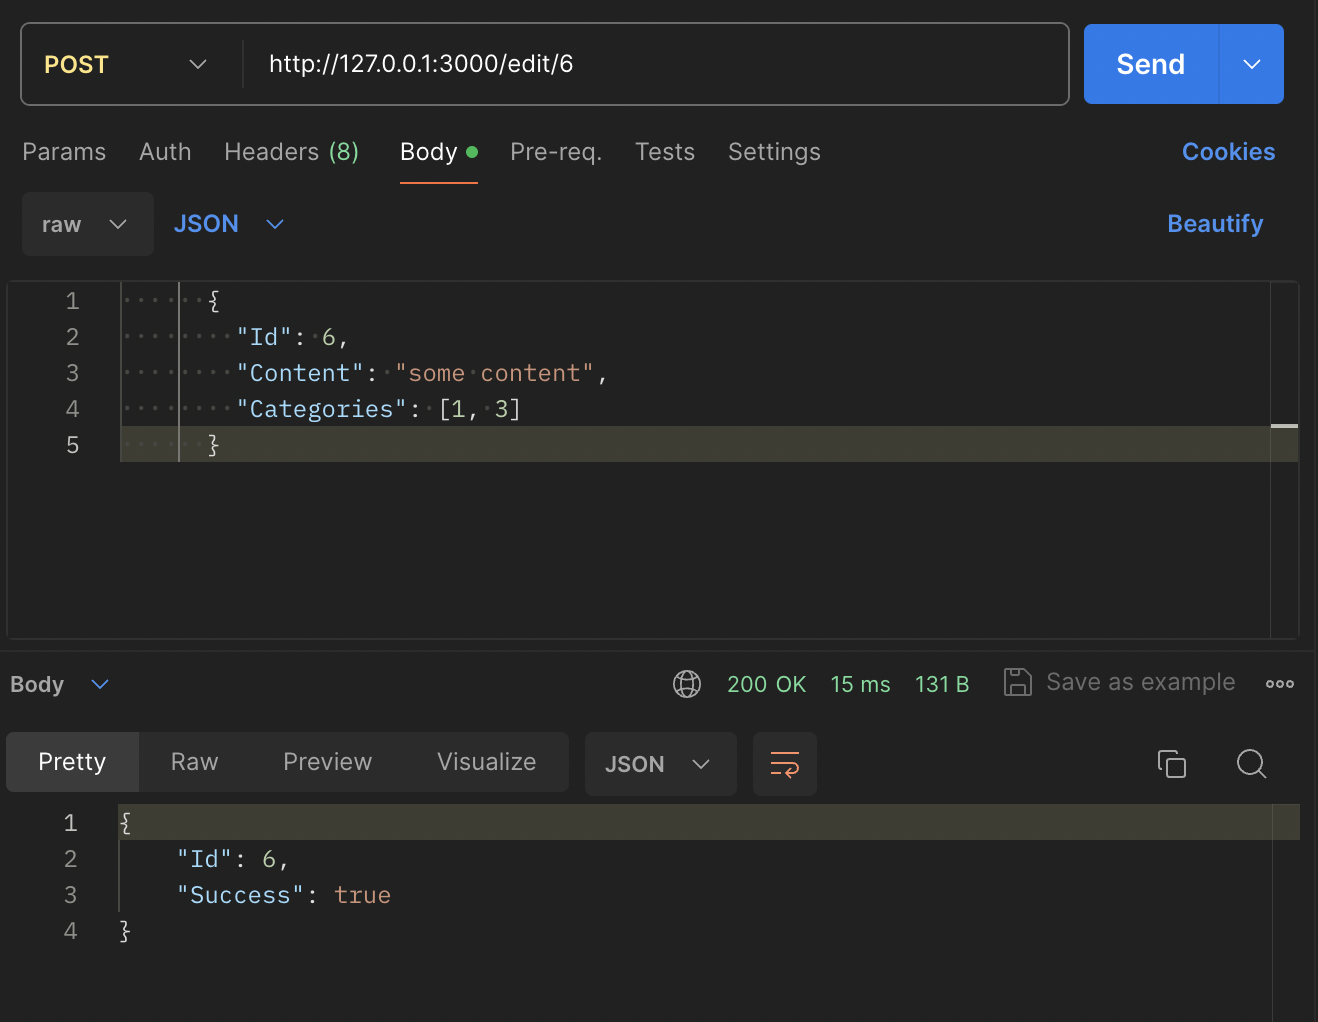 POST http://127.0.0.1:3000/edit/6 Send
Params Auth Headers (8) Body Pre-req. Tests Settings Cookies
raw JSON Beautify
1 {
2 "Id": 6,
3 "Content": "some content",
4 "Categories": [1, 3]
5 }
Body 200 OK 15 ms 131 B Save as example
Pretty Raw Preview Visualize JSON
1 {
2 "Id": 6,
3 "Success": true
4 }